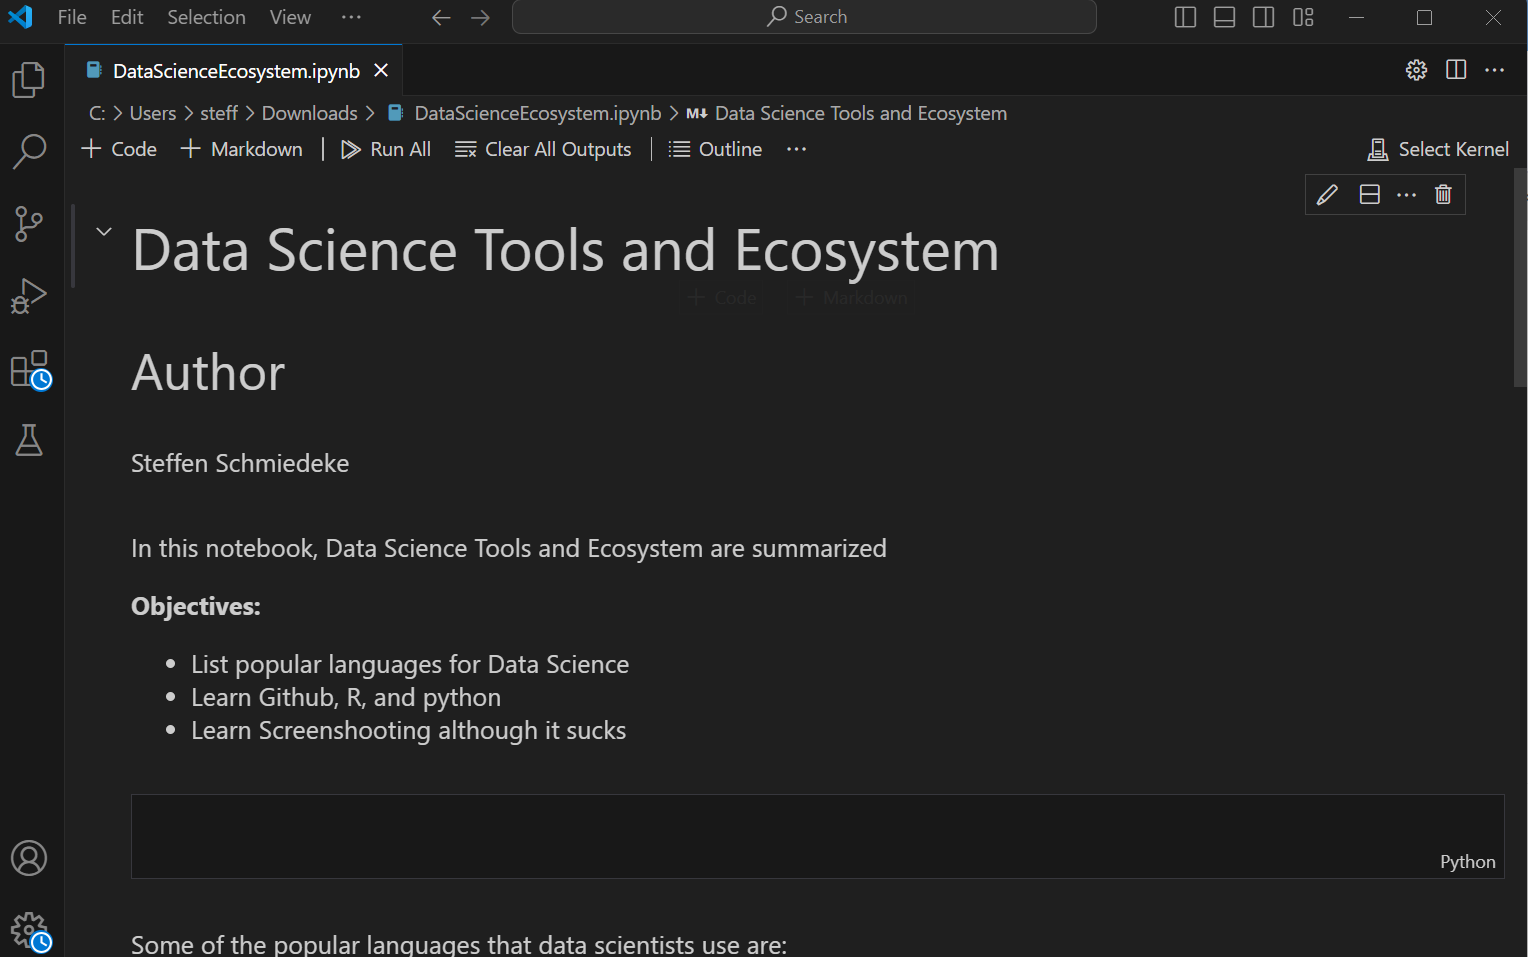 File Edit Selection View ··· Search
DataScienceEcosystem.ipynb
C: > Users > steff > Downloads > DataScienceEcosystem.ipynb > M↓ Data Science Tools and Ecosystem
+ Code + Markdown | Run All Clear All Outputs | Outline ··· Select Kernel
Data Science Tools and Ecosystem
+ Code + Markdown
Author
Steffen Schmiedeke
In this notebook, Data Science Tools and Ecosystem are summarized
Objectives:
• List popular languages for Data Science
• Learn Github, R, and python
• Learn Screenshooting although it sucks
Python
Some of the popular languages that data scientists use are: